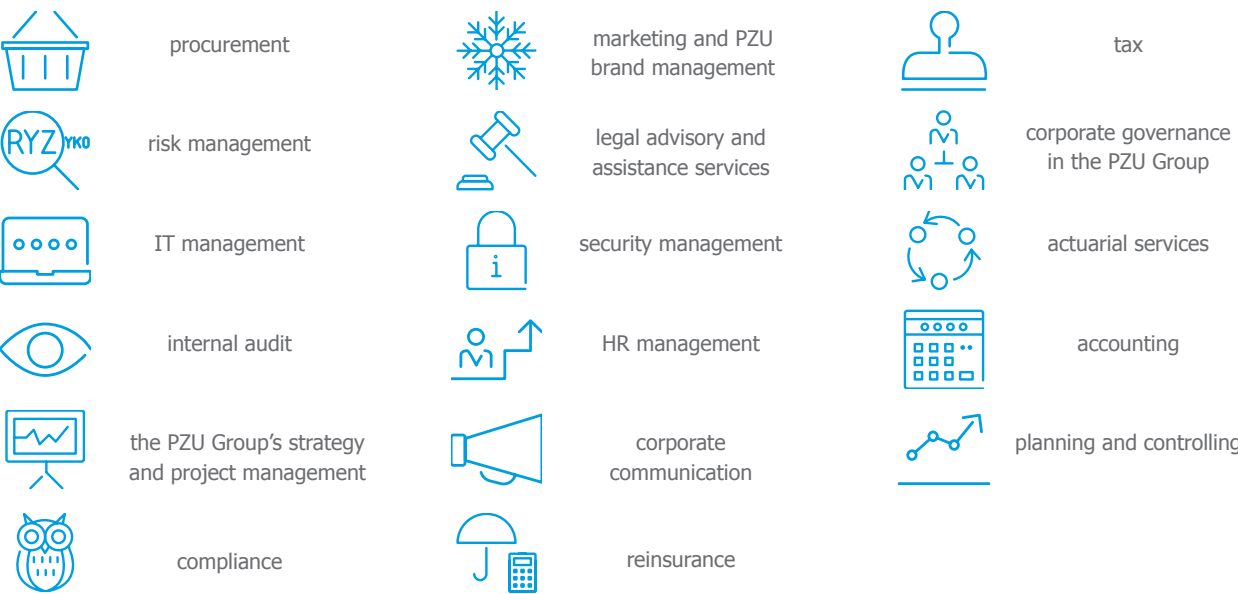 procurement
marketing and PZU
brand management
tax
RYZYKO
risk management
legal advisory and
assistance services
corporate governance
in the PZU Group
IT management
i
security management
actuarial services
internal audit
HR management
accounting
the PZU Group’s strategy
and project management
corporate
communication
planning and controlling
compliance
reinsurance